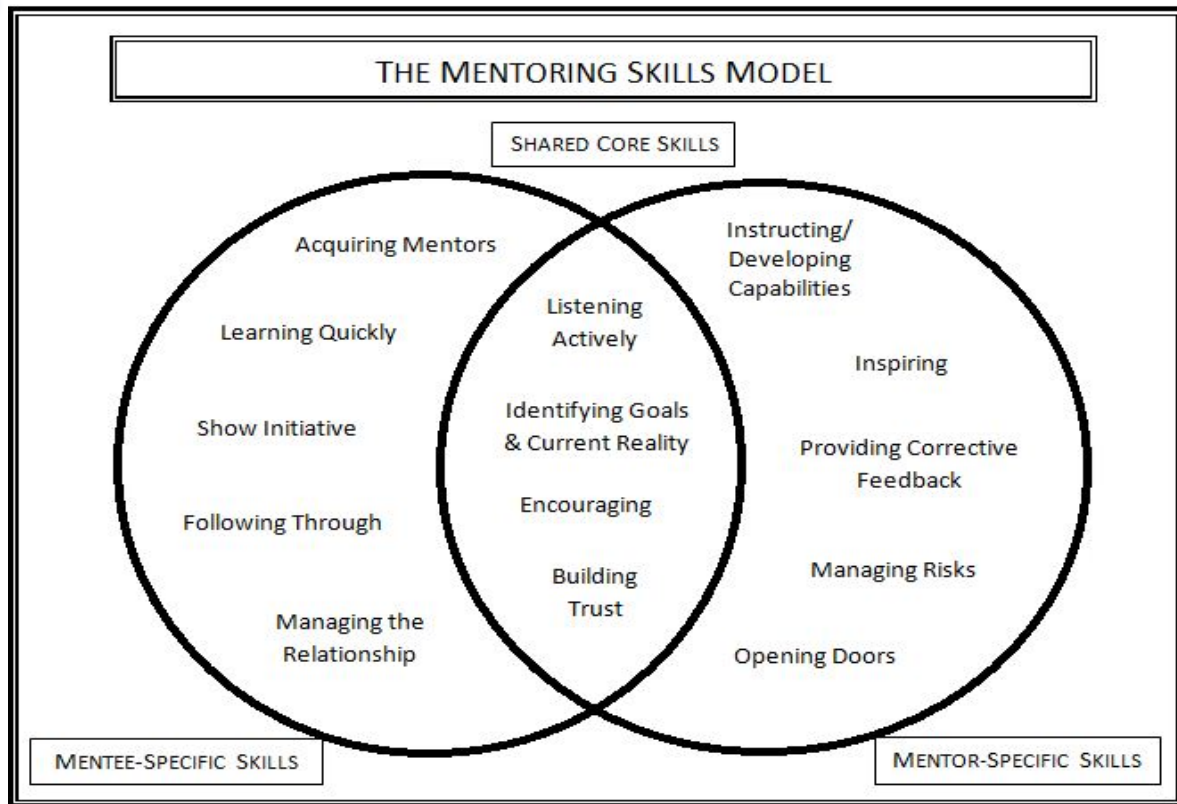 THE MENTORING SKILLS MODEL
SHARED CORE SKILLS
Acquiring Mentors
Learning Quickly
Show Initiative
Following Through
Managing the
Relationship
Listening
Actively
Identifying Goals
& Current Reality
Encouraging
Building
Trust
Instructing/
Developing
Capabilities
Inspiring
Providing Corrective
Feedback
Managing Risks
Opening Doors
MENTEE-SPECIFIC SKILLS
MENTOR-SPECIFIC SKILLS